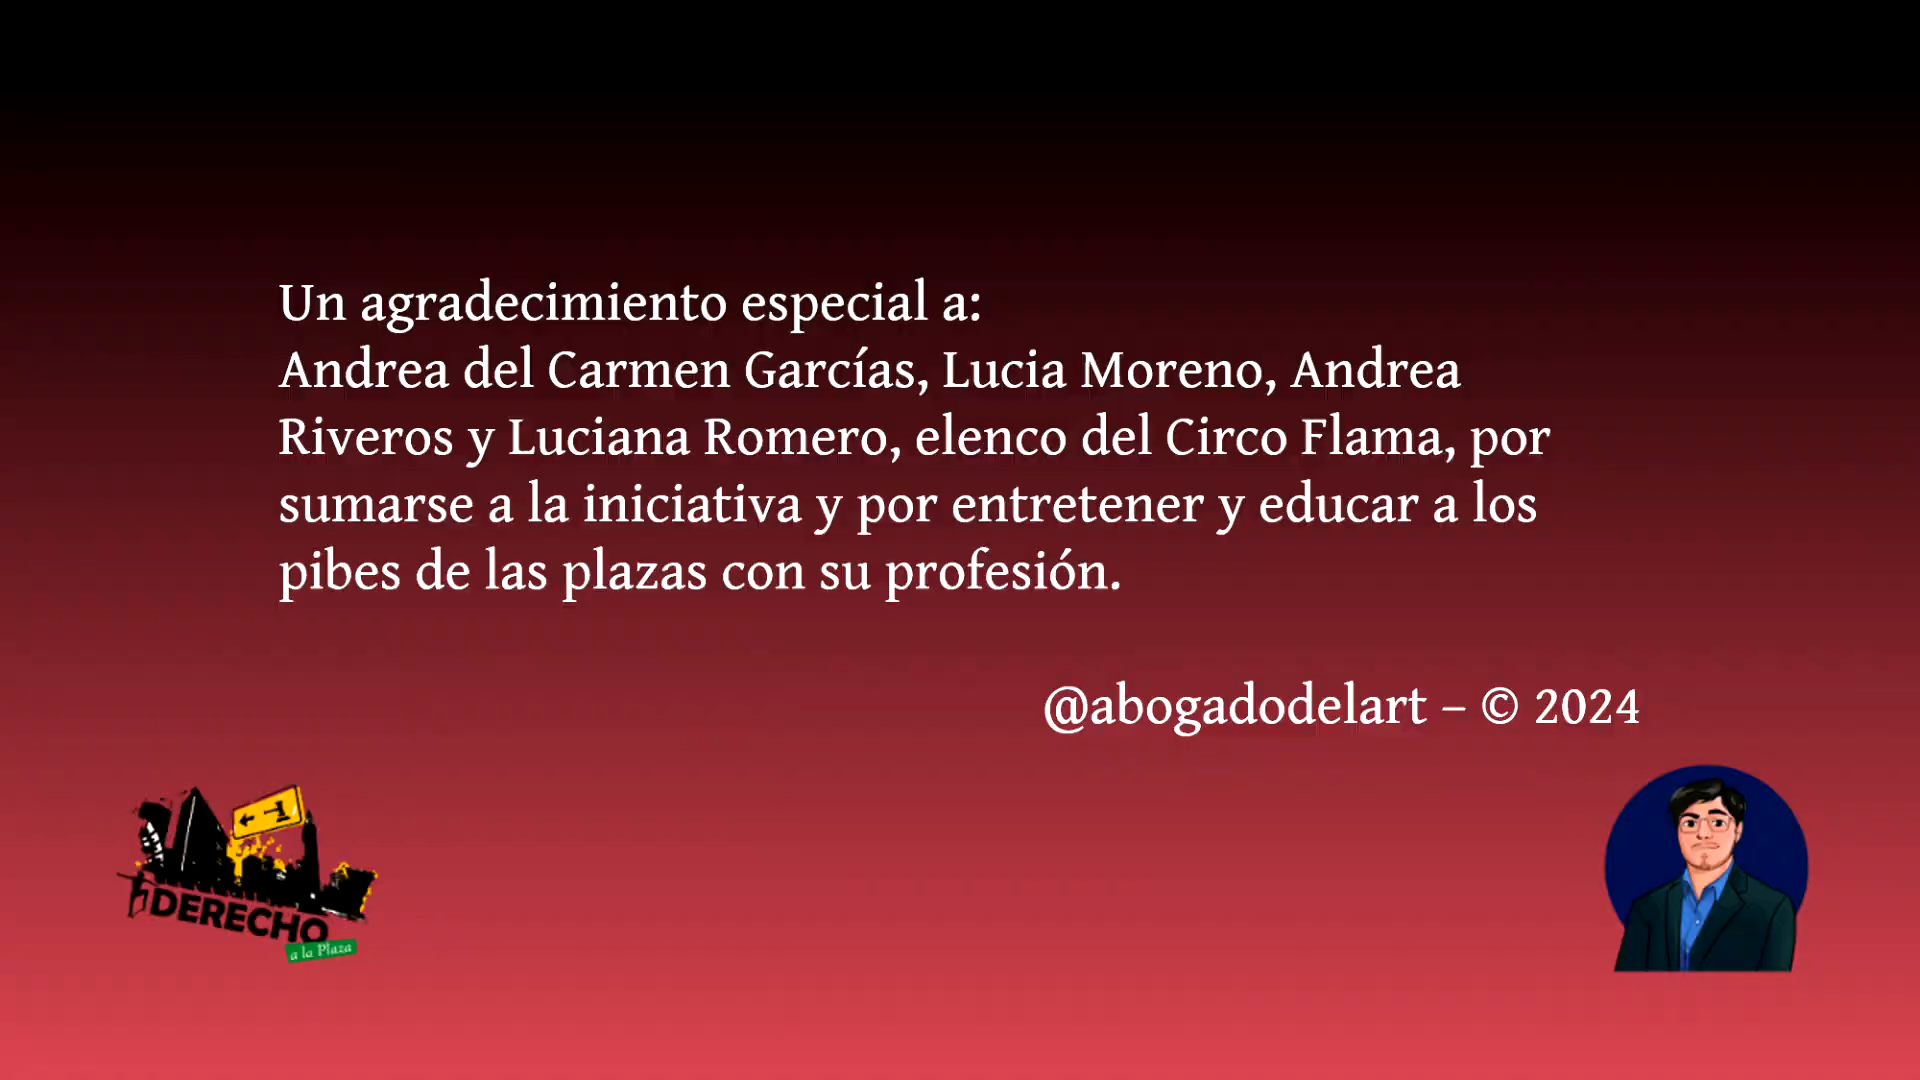 Un agradecimiento especial a:
Andrea del Carmen Garcías, Lucia Moreno, Andrea
Riveros y Luciana Romero, elenco del Circo Flama, por
sumarse a la iniciativa y por entretener y educar a los
pibes de las plazas con su profesión.
@abogadodelart – © 2024
DERECHO
a la Plaza